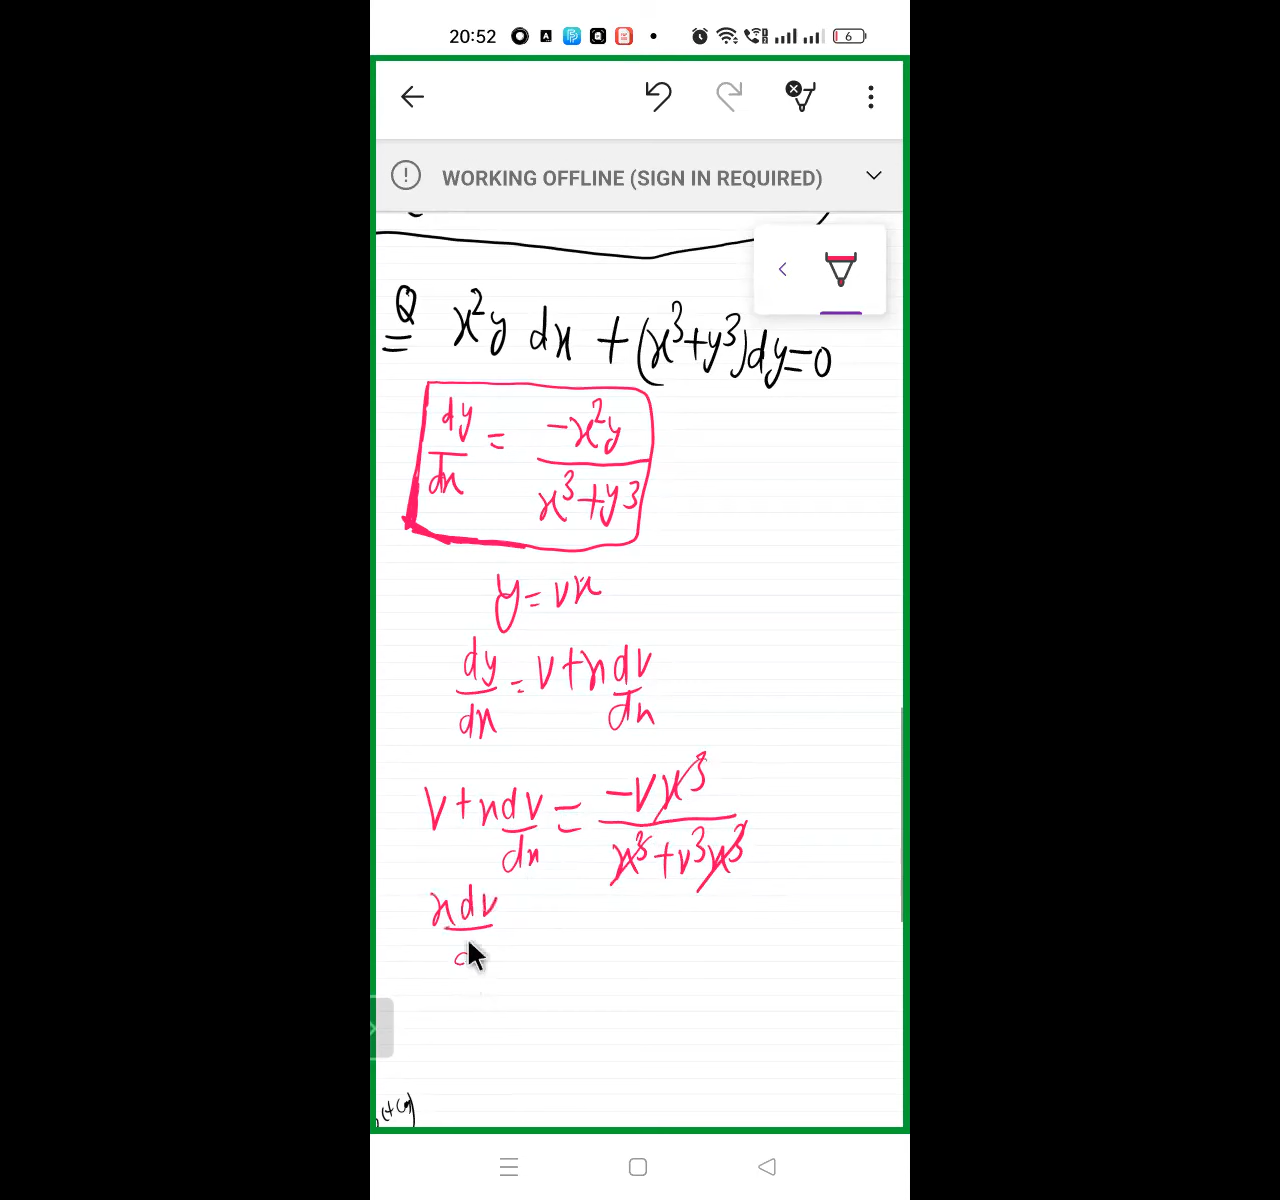 20:52 6
WORKING OFFLINE (SIGN IN REQUIRED)
Q x²y dx + (x³+y³)dy=0
dy/dx = -x²y/x³+y³
y=vx
dy/dx = v+x dv/dx
v+x dv/dx = -vx³/x³+v³x³
x dv